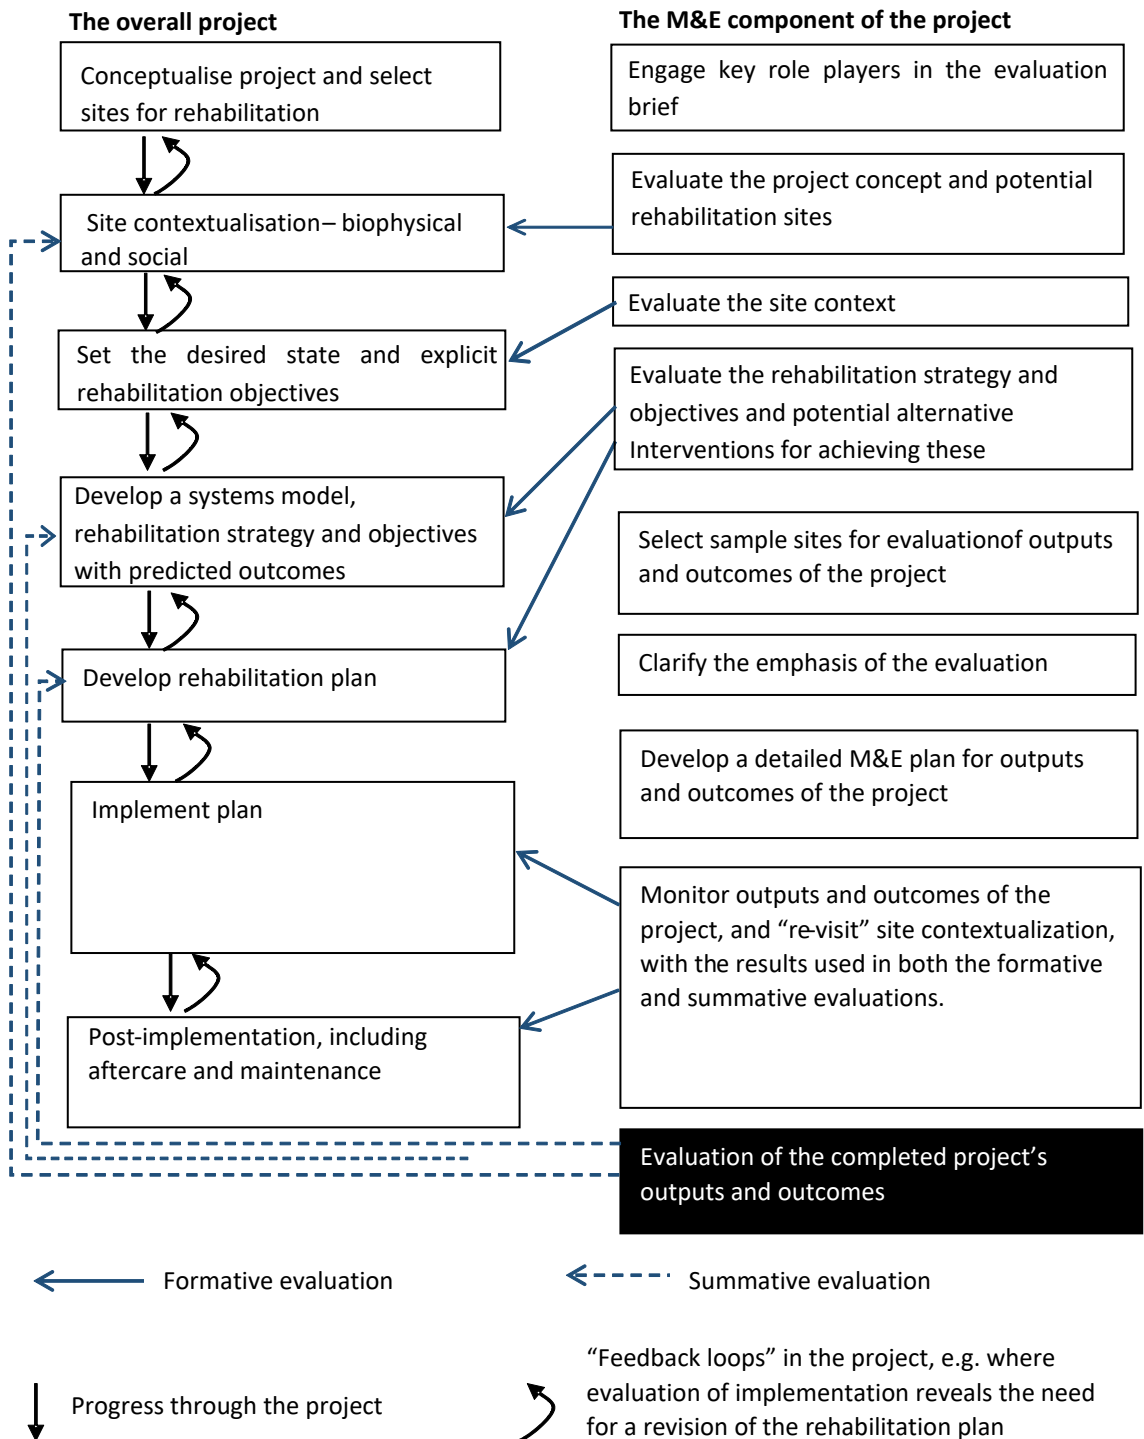 The overall project
Conceptualise project and select
sites for rehabilitation
Site contextualisation– biophysical
and social
Set the desired state and explicit
rehabilitation objectives
Develop a systems model,
rehabilitation strategy and objectives
with predicted outcomes
Develop rehabilitation plan
Implement plan
Post-implementation, including
aftercare and maintenance
The M&E component of the project
Engage key role players in the evaluation
brief
Evaluate the project concept and potential
rehabilitation sites
Evaluate the site context
Evaluate the rehabilitation strategy and
objectives and potential alternative
Interventions for achieving these
Select sample sites for evaluationof outputs
and outcomes of the project
Clarify the emphasis of the evaluation
Develop a detailed M&E plan for outputs
and outcomes of the project
Monitor outputs and outcomes of the
project, and “re-visit” site contextualization,
with the results used in both the formative
and summative evaluations.
Evaluation of the completed project’s
outputs and outcomes
Formative evaluation
Summative evaluation
Progress through the project
“Feedback loops” in the project, e.g. where
evaluation of implementation reveals the need
for a revision of the rehabilitation plan